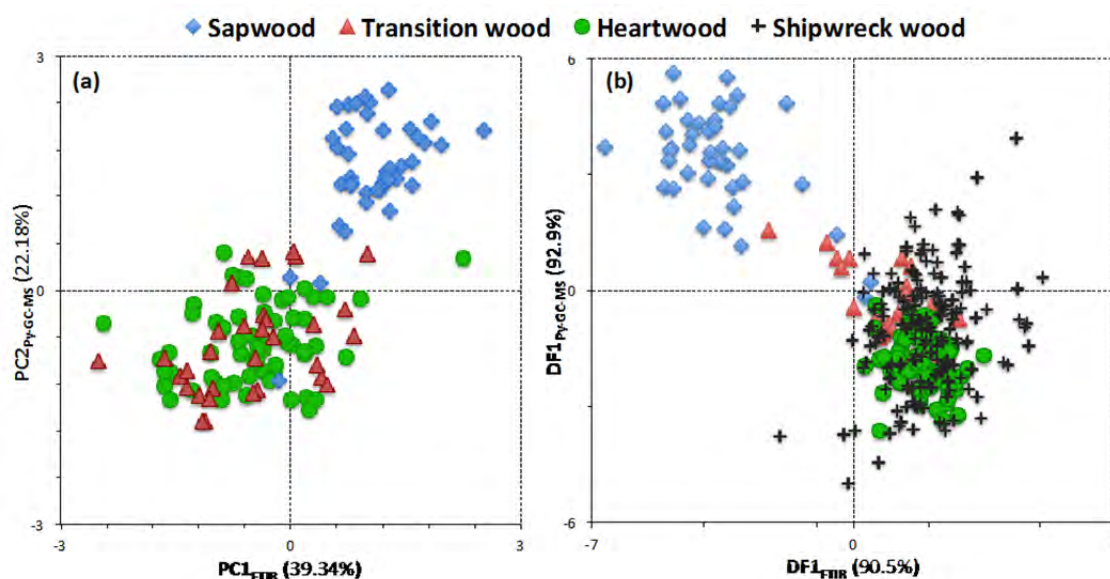 Sapwood Transition wood Heartwood Shipwreck wood
3
(a)
PC2Py-GC-MS (22.18%)
0
-3
-3 0 3
PC1FTIR (39.34%)
6
(b)
DF1Py-GC-MS (92.9%)
0
-6
-7 0 7
DF1FTIR (90.5%)